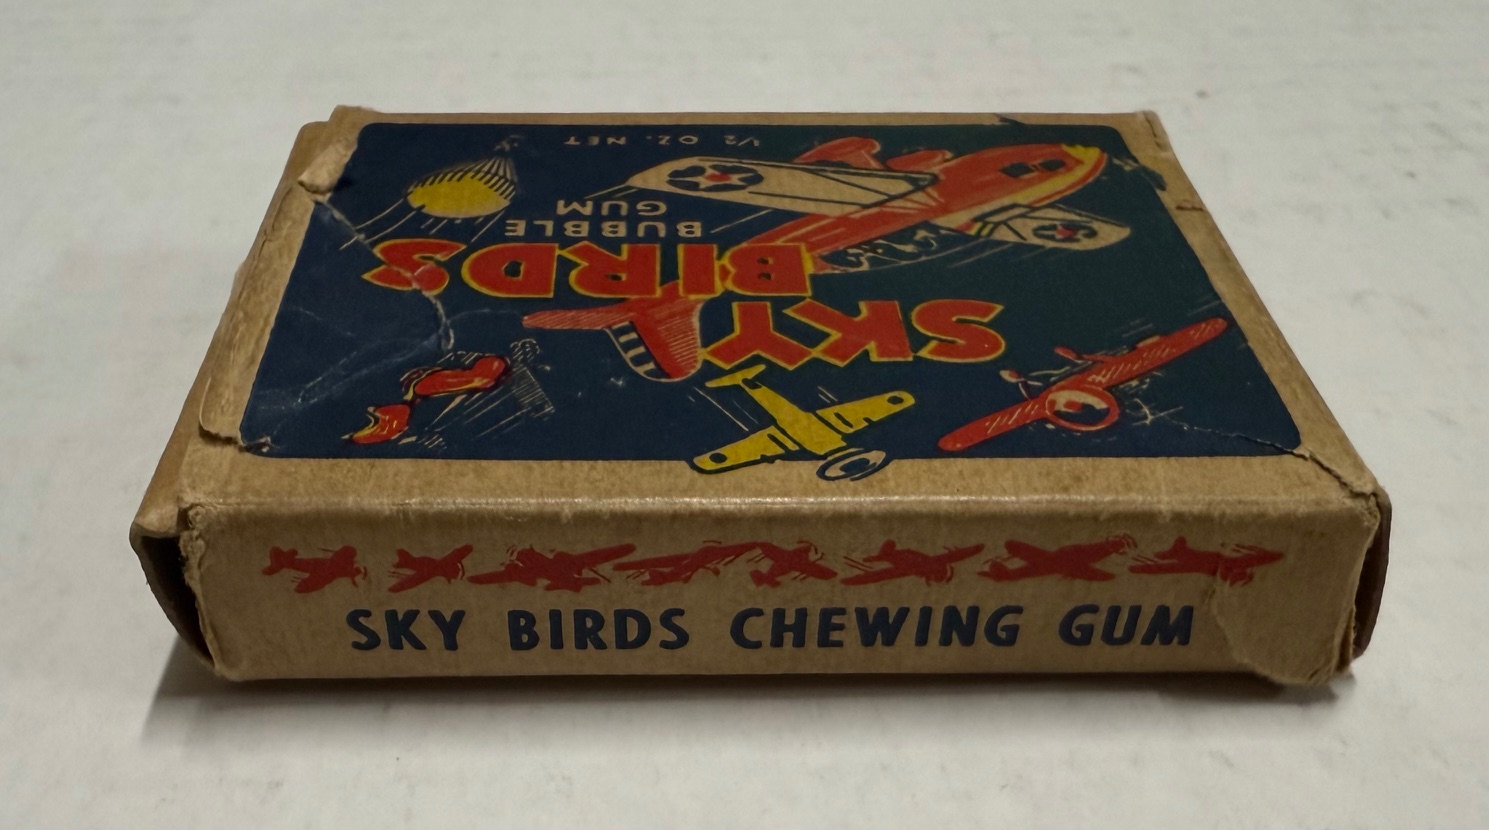 SKY
BIRDS
BUBBLE
GUM
1/2 OZ. NET
SKY BIRDS CHEWING GUM